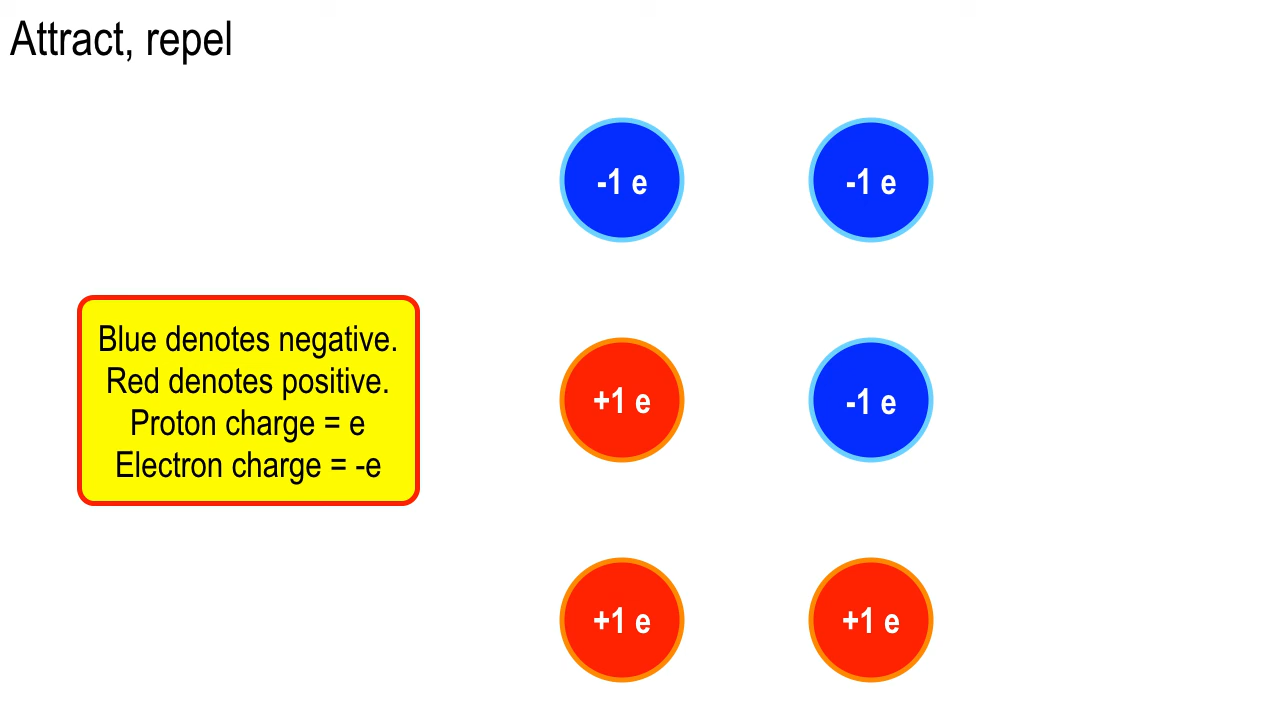 Attract, repel
-1 e
-1 e
Blue denotes negative.
Red denotes positive.
Proton charge = e
Electron charge = -e
+1 e
-1 e
+1 e
+1 e